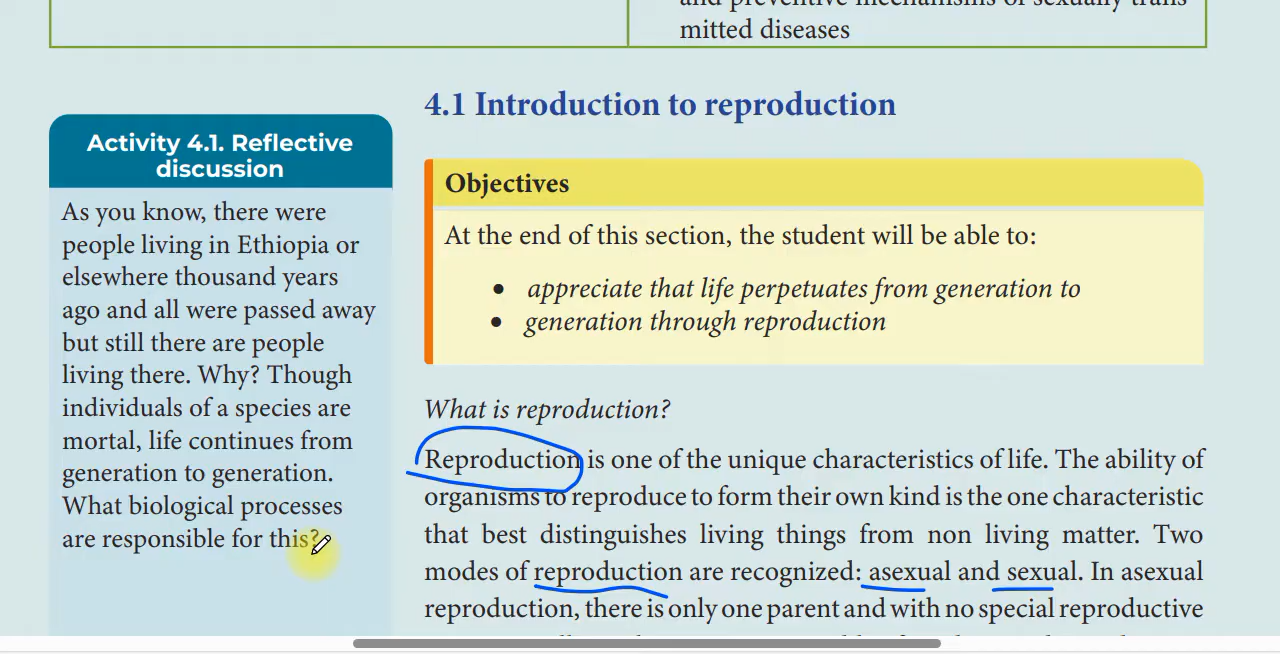 and preventive mechanisms of sexually trans
mitted diseases
4.1 Introduction to reproduction
Activity 4.1. Reflective
discussion
As you know, there were
people living in Ethiopia or
elsewhere thousand years
ago and all were passed away
but still there are people
living there. Why? Though
individuals of a species are
mortal, life continues from
generation to generation.
What biological processes
are responsible for this?
Objectives
At the end of this section, the student will be able to:
• appreciate that life perpetuates from generation to
• generation through reproduction
What is reproduction?
Reproduction is one of the unique characteristics of life. The ability of
organisms to reproduce to form their own kind is the one characteristic
that best distinguishes living things from non living matter. Two
modes of reproduction are recognized: asexual and sexual. In asexual
reproduction, there is only one parent and with no special reproductive